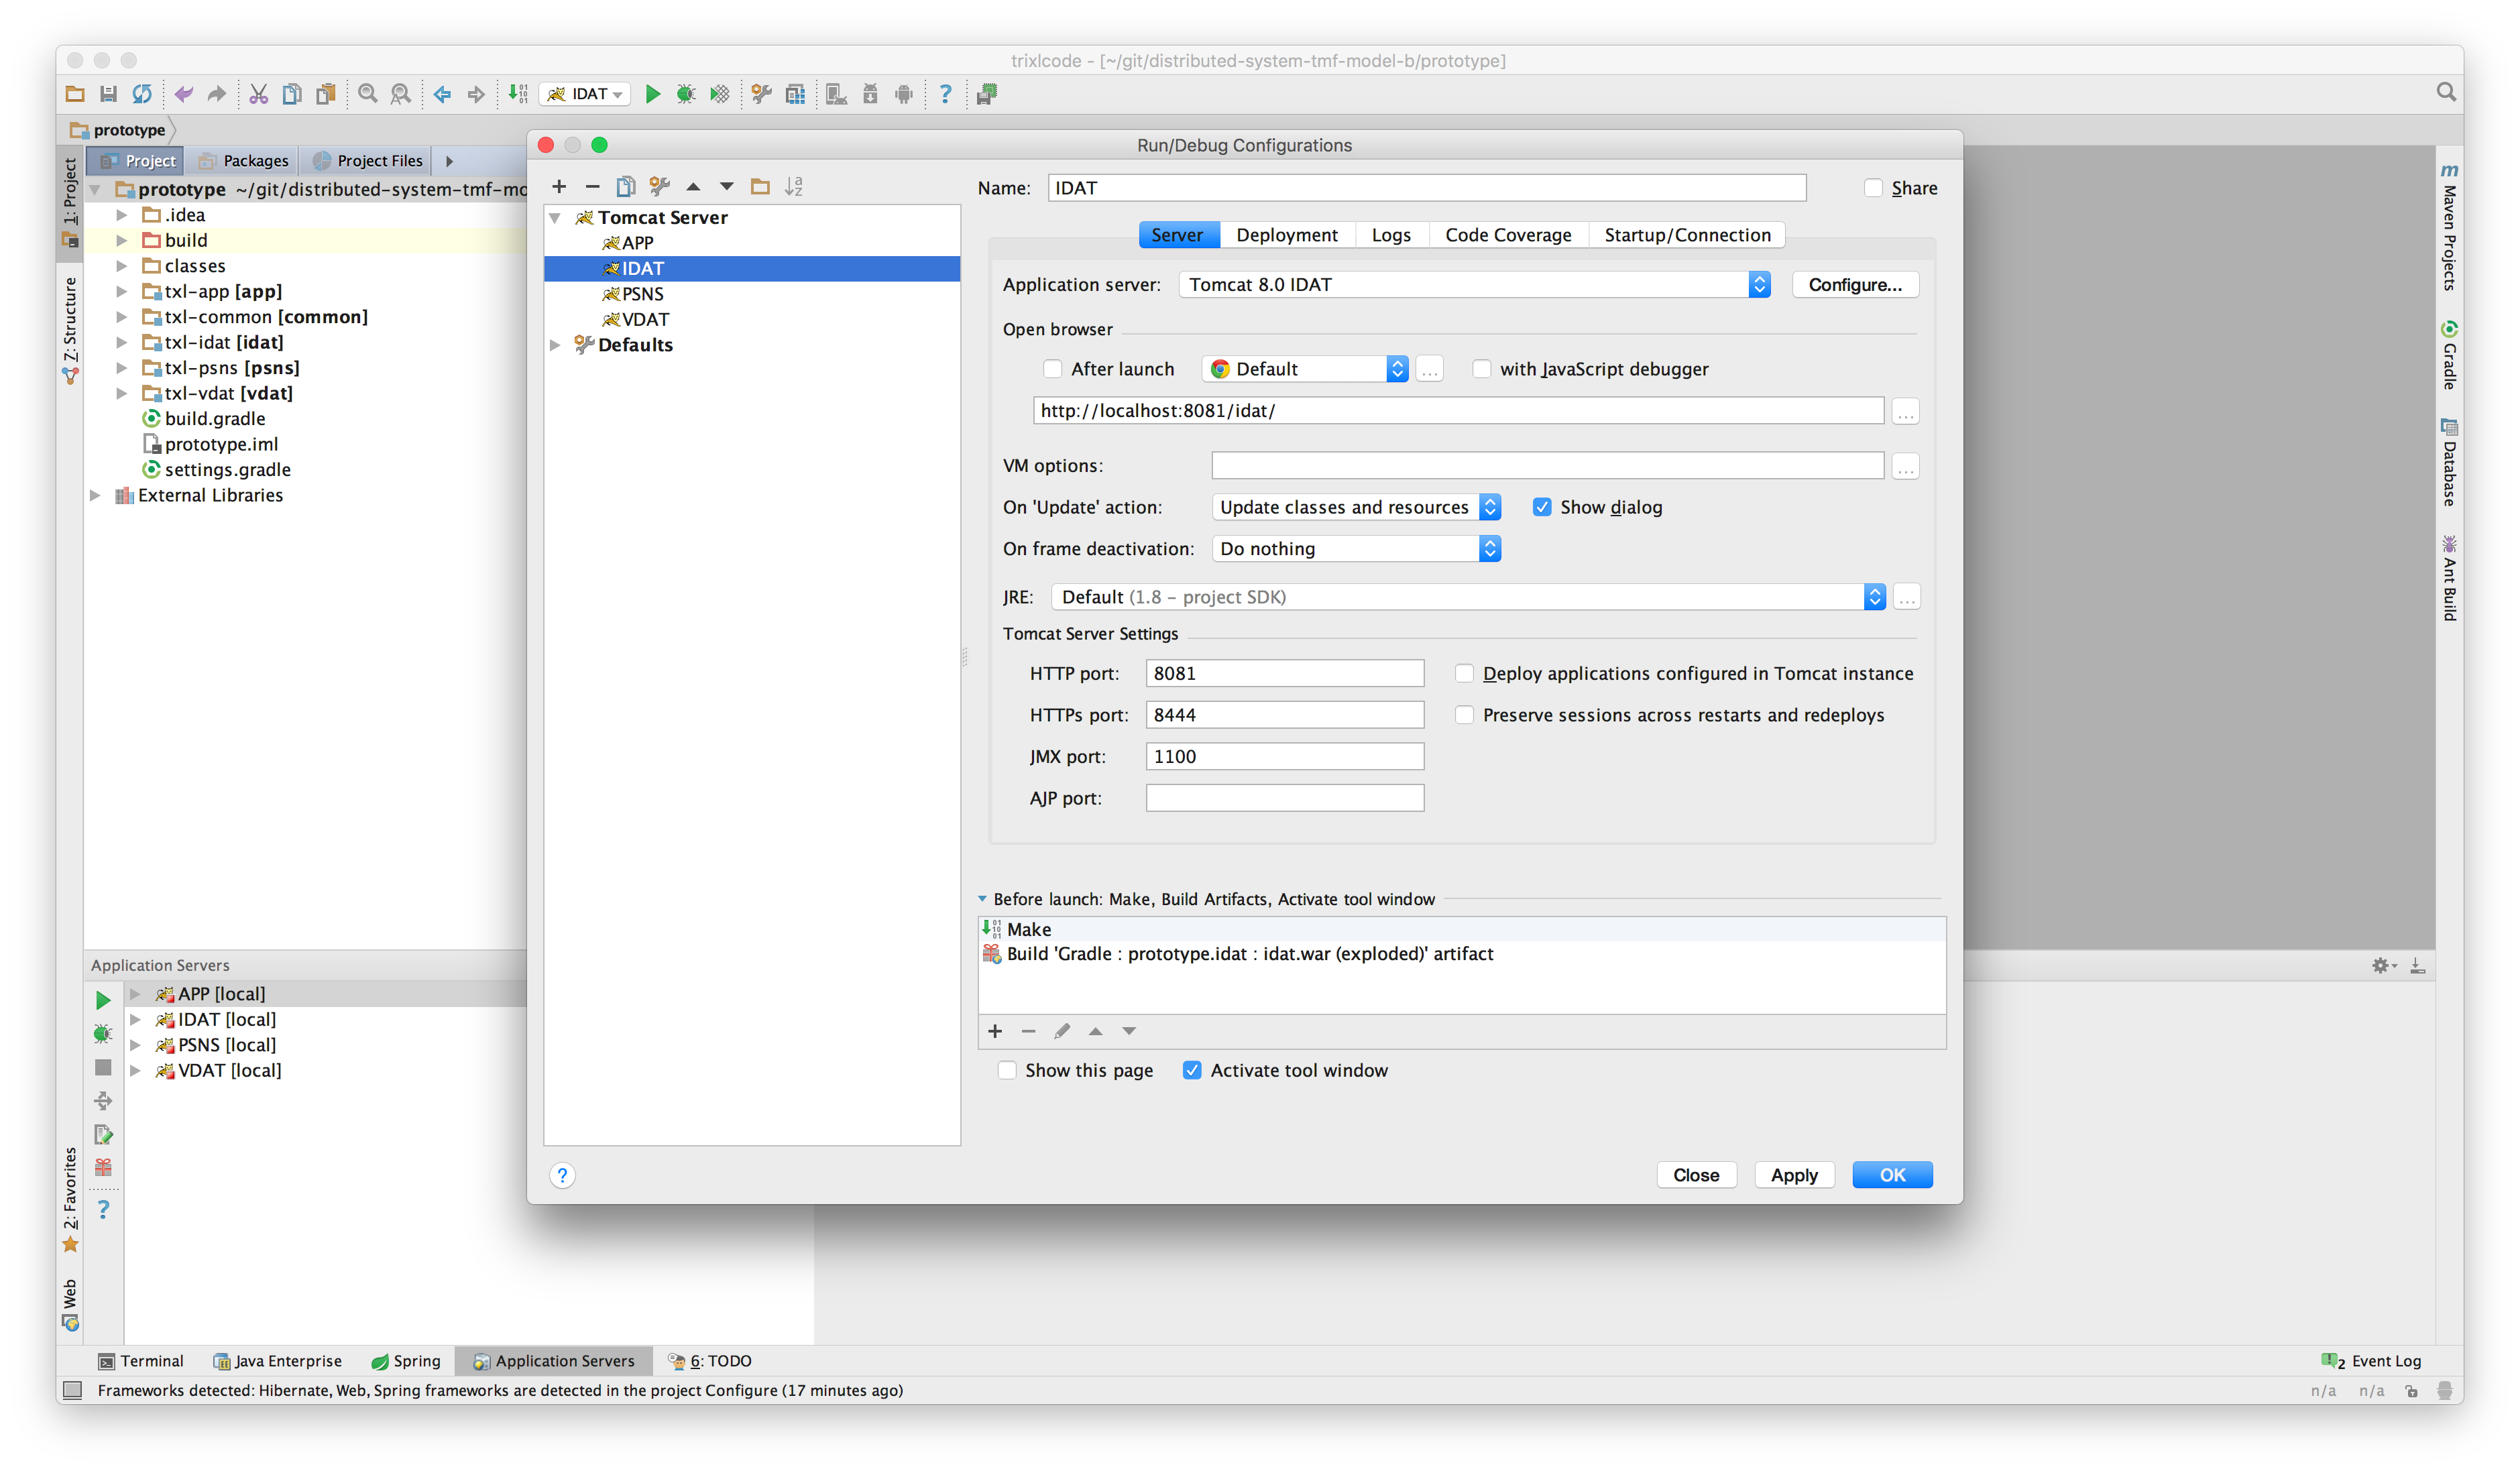 trixlcode - [~/git/distributed-system-tmf-model-b/prototype]
IDAT
prototype
1: Project
Z: Structure
2: Favorites
Web
Project Packages Project Files
prototype ~/git/distributed-system-tmf-mo
.idea
build
classes
txl-app [app]
txl-common [common]
txl-idat [idat]
txl-psns [psns]
txl-vdat [vdat]
build.gradle
prototype.iml
settings.gradle
External Libraries
Run/Debug Configurations
Tomcat Server
APP
IDAT
PSNS
VDAT
Defaults
Name: IDAT Share
Server Deployment Logs Code Coverage Startup/Connection
Application server: Tomcat 8.0 IDAT Configure...
Open browser
After launch Default ... with JavaScript debugger
http://localhost:8081/idat/ ...
VM options: ...
On 'Update' action: Update classes and resources Show dialog
On frame deactivation: Do nothing
JRE: Default (1.8 – project SDK) ...
Tomcat Server Settings
HTTP port: 8081 Deploy applications configured in Tomcat instance
HTTPs port: 8444 Preserve sessions across restarts and redeploys
JMX port: 1100
AJP port:
Before launch: Make, Build Artifacts, Activate tool window
Make
Build 'Gradle : prototype.idat : idat.war (exploded)' artifact
Show this page Activate tool window
? Close Apply OK
Maven Projects
Gradle
Database
Ant Build
Application Servers
APP [local]
IDAT [local]
PSNS [local]
VDAT [local]
Terminal Java Enterprise Spring Application Servers 6: TODO 2 Event Log
Frameworks detected: Hibernate, Web, Spring frameworks are detected in the project Configure (17 minutes ago) n/a n/a